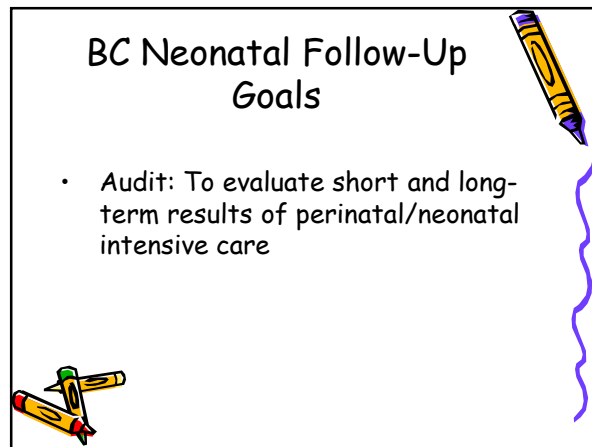 BC Neonatal Follow-Up
Goals
• Audit: To evaluate short and long-
term results of perinatal/neonatal
intensive care